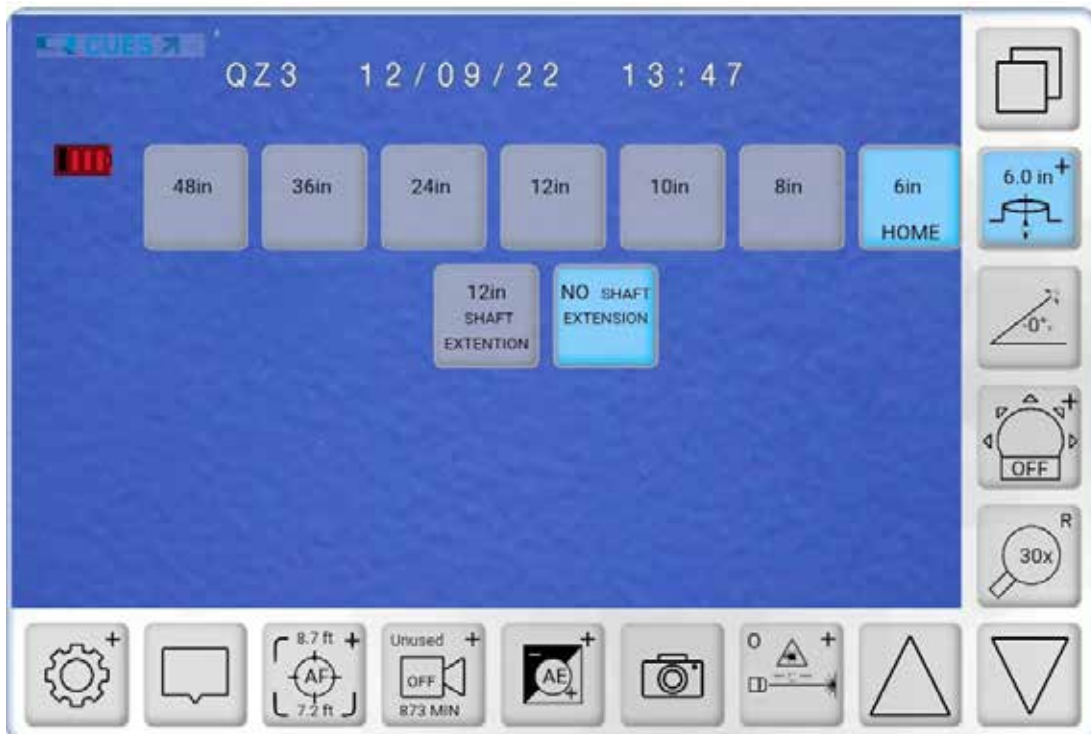 CUES
QZ3 12/09/22 13:47
48in
36in
24in
12in
10in
8in
6in
HOME
12in
SHAFT
EXTENTION
NO SHAFT
EXTENSION
6.0 in+
-0°-
+
OFF
R
30x
+
8.7 ft +
AF
7.2 ft
Unused +
OFF
873 MIN
- +
AE
+
O +